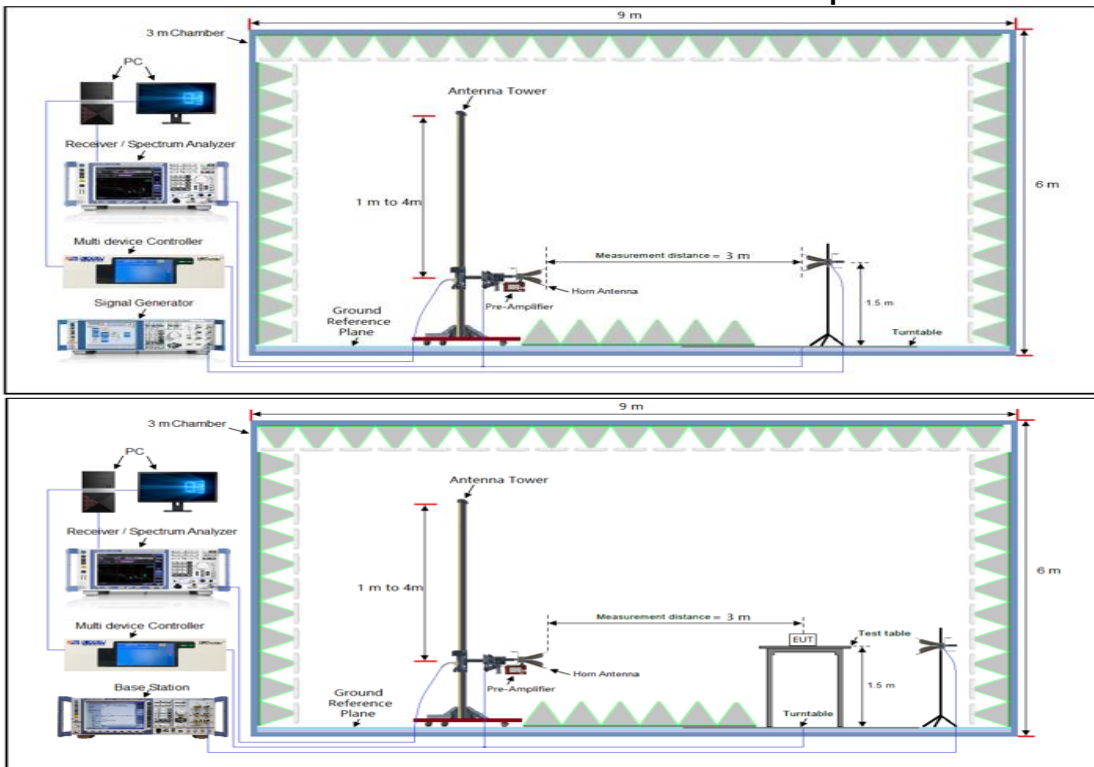 9 m
3 m Chamber
PC
Antenna Tower
Receiver / Spectrum Analyzer
6 m
1 m to 4m
Multi device Controller
Measurement distance = 3 m
Horn Antenna
Signal Generator
Pre-Amplifier
1.5 m
Ground
Reference
Plane
Turntable
9 m
3 m Chamber
PC
Antenna Tower
Receiver / Spectrum Analyzer
6 m
1 m to 4m
Measurement distance = 3 m
Multi device Controller
EUT
Test table
Horn Antenna
Base Station
Pre-Amplifier
1.5 m
Ground
Reference
Plane
Turntable